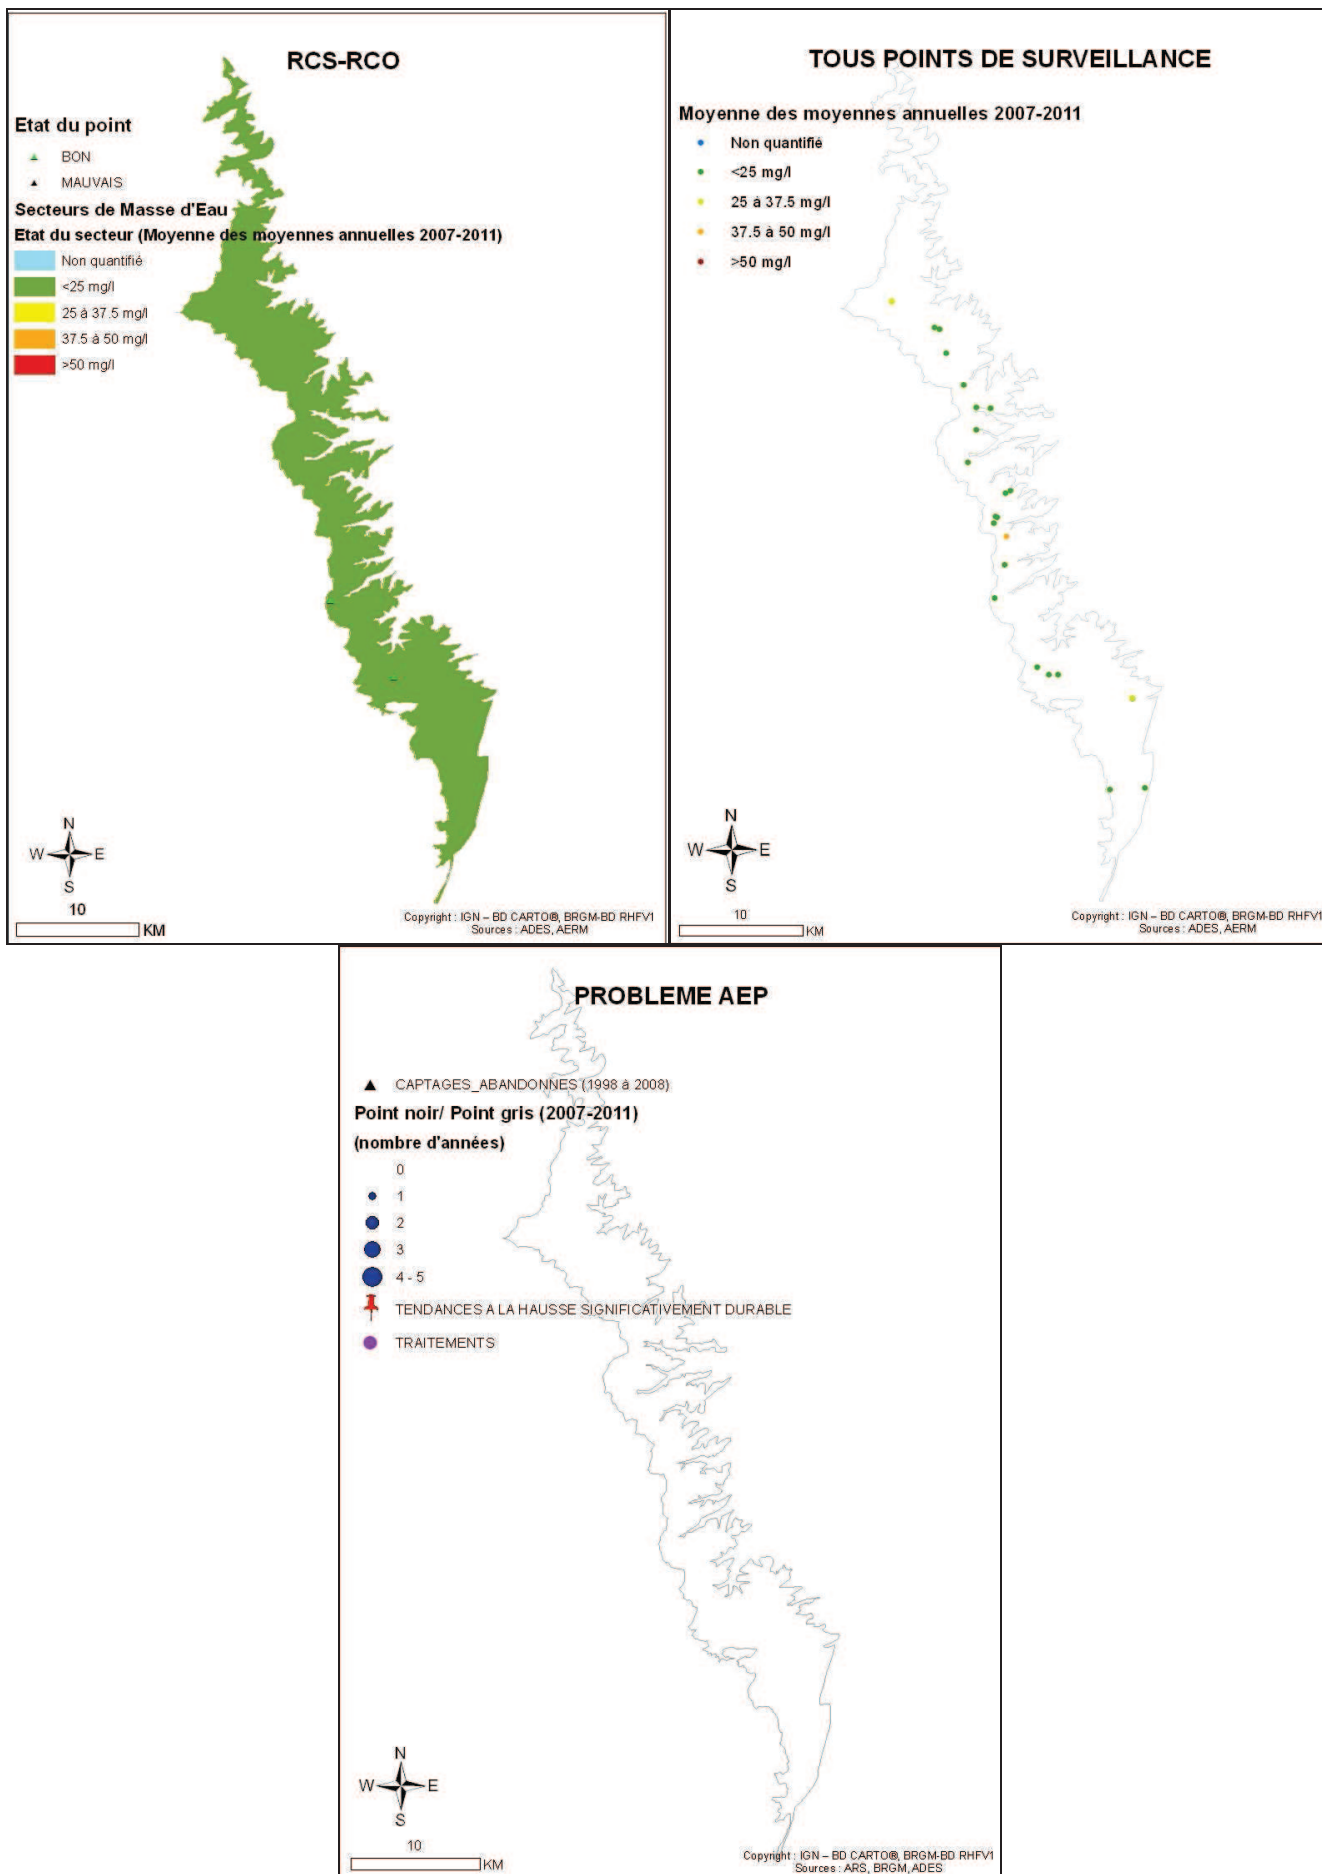 RCS-RCO
Etat du point
BON
MAUVAIS
Secteurs de Masse d'Eau
Etat du secteur (Moyenne des moyennes annuelles 2007-2011)
Non quantifié
<25 mg/l
25 à 37.5 mg/l
37.5 à 50 mg/l
>50 mg/l
N
W E
S
10
KM
Copyright : IGN – BD CARTO®, BRGM-BD RHFV1
Sources : ADES, AERM
TOUS POINTS DE SURVEILLANCE
Moyenne des moyennes annuelles 2007-2011
Non quantifié
<25 mg/l
25 à 37.5 mg/l
37.5 à 50 mg/l
>50 mg/l
N
W E
S
10
KM
Copyright : IGN – BD CARTO®, BRGM-BD RHFV1
Sources : ADES, AERM
PROBLEME AEP
CAPTAGES_ABANDONNES (1998 à 2008)
Point noir/ Point gris (2007-2011)
(nombre d'années)
0
1
2
3
4 - 5
TENDANCES A LA HAUSSE SIGNIFICATIVEMENT DURABLE
TRAITEMENTS
N
W E
S
10
KM
Copyright : IGN – BD CARTO®, BRGM-BD RHFV1
Sources : ARS, BRGM, ADES